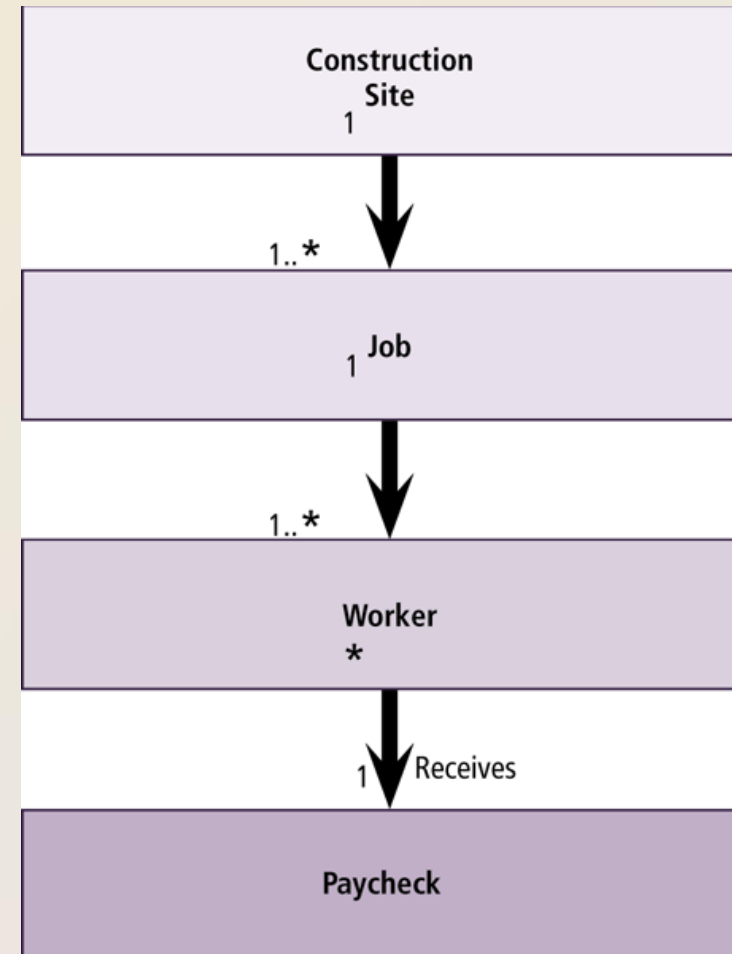 Construction
Site
1
1..*
Job
1
1..*
Worker
*
1
Receives
Paycheck